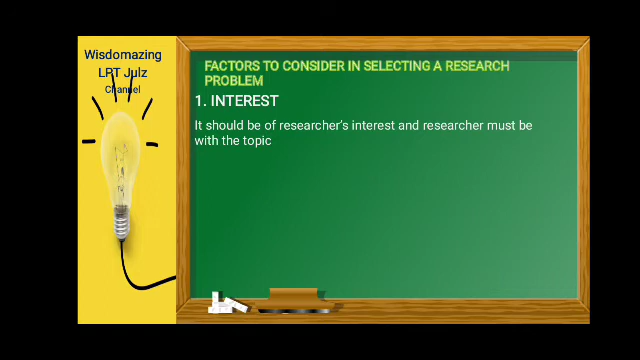 Wisdomazing
LPT Julz
Channel
FACTORS TO CONSIDER IN SELECTING A RESEARCH
PROBLEM
1. INTEREST
It should be of researcher's interest and researcher must be
with the topic